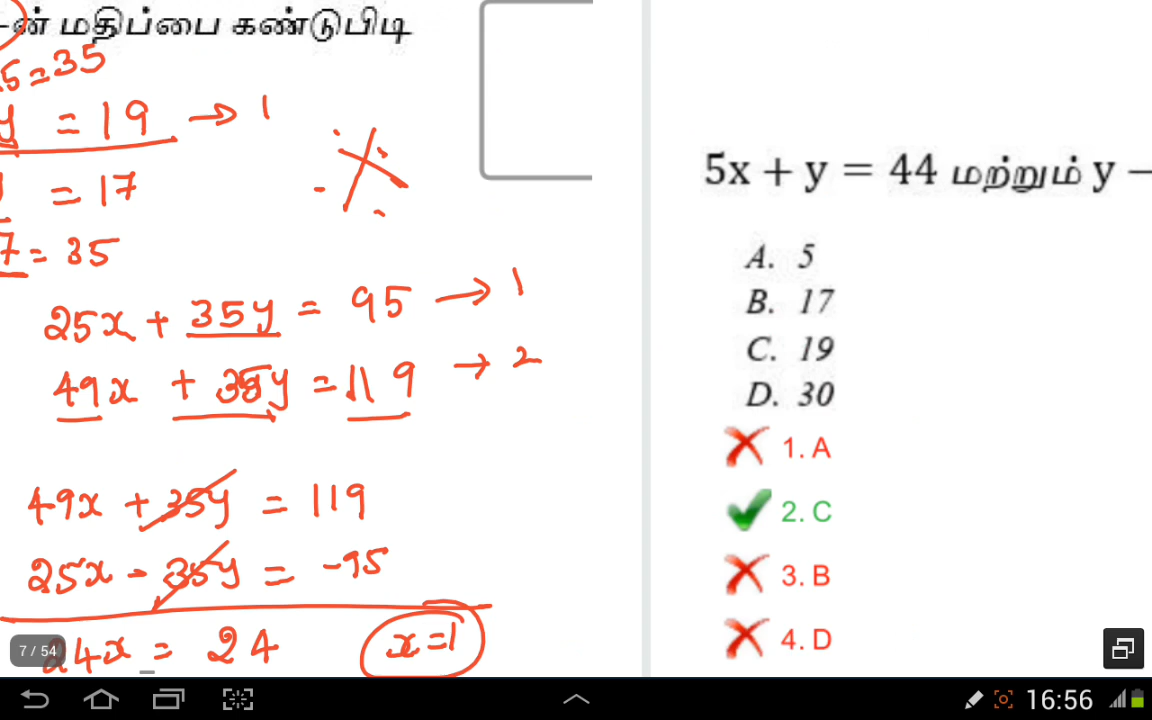 -ன் மதிப்பை கண்டுபிடி
5=35
y = 19 → 1
= 17
7 = 35
25x + 35y = 95 → 1
49x + 35y = 119 → 2
49x + 35y = 119
25x - 35y = -95
24x = 24 x=1
5x + y = 44 மற்றும் y −
A. 5
B. 17
C. 19
D. 30
1. A
2. C
3. B
4. D
7 / 54
16:56